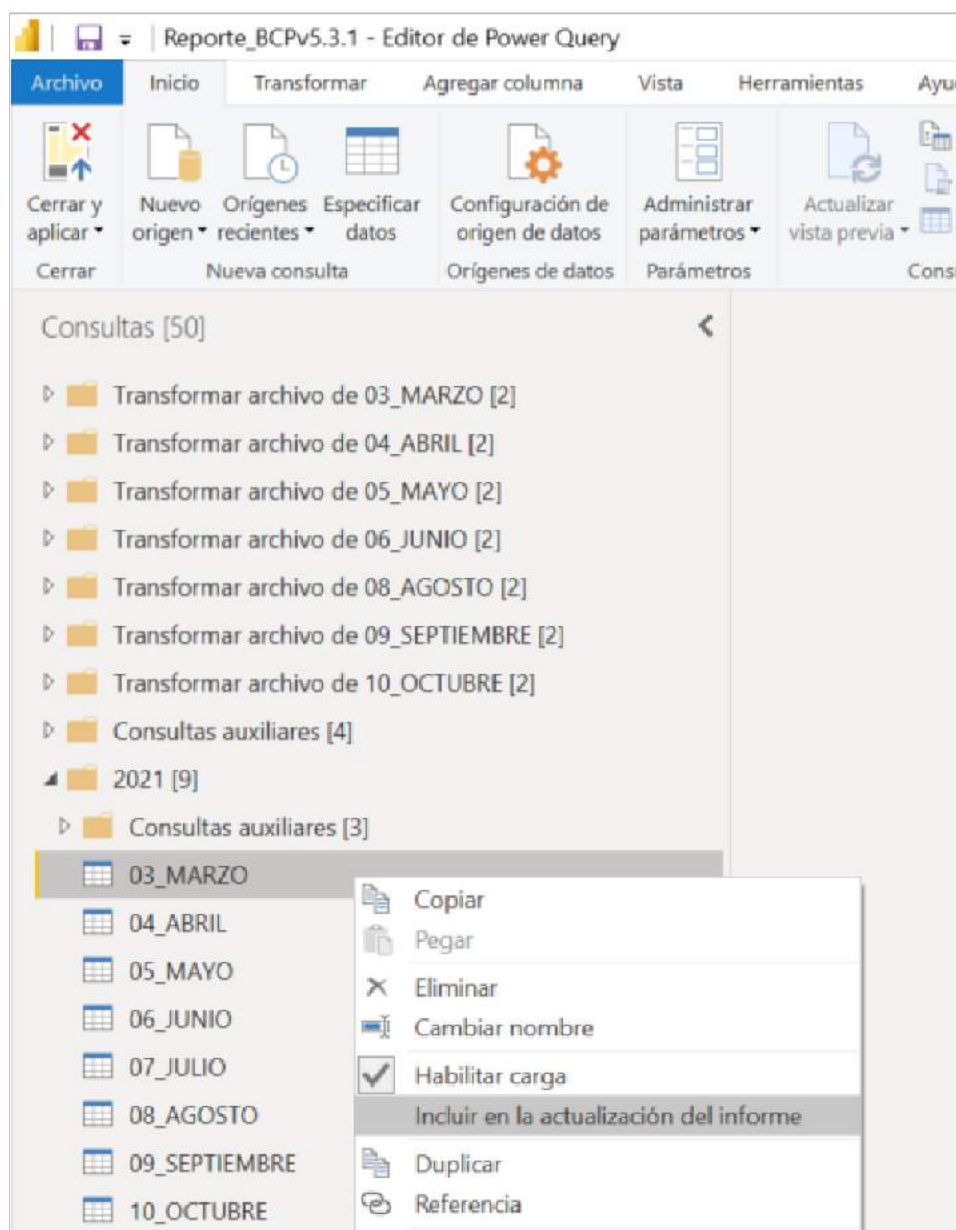 Reporte_BCPv5.3.1 - Editor de Power Query
Archivo Inicio Transformar Agregar columna Vista Herramientas Ayu
Cerrar y aplicar
Nuevo origen
Orígenes recientes
Especificar datos
Configuración de origen de datos
Administrar parámetros
Actualizar vista previa
Cerrar Nueva consulta Orígenes de datos Parámetros Cons
Consultas [50]
Transformar archivo de 03_MARZO [2]
Transformar archivo de 04_ABRIL [2]
Transformar archivo de 05_MAYO [2]
Transformar archivo de 06_JUNIO [2]
Transformar archivo de 08_AGOSTO [2]
Transformar archivo de 09_SEPTIEMBRE [2]
Transformar archivo de 10_OCTUBRE [2]
Consultas auxiliares [4]
2021 [9]
Consultas auxiliares [3]
03_MARZO
04_ABRIL
05_MAYO
06_JUNIO
07_JULIO
08_AGOSTO
09_SEPTIEMBRE
10_OCTUBRE
Copiar
Pegar
Eliminar
Cambiar nombre
Habilitar carga
Incluir en la actualización del informe
Duplicar
Referencia